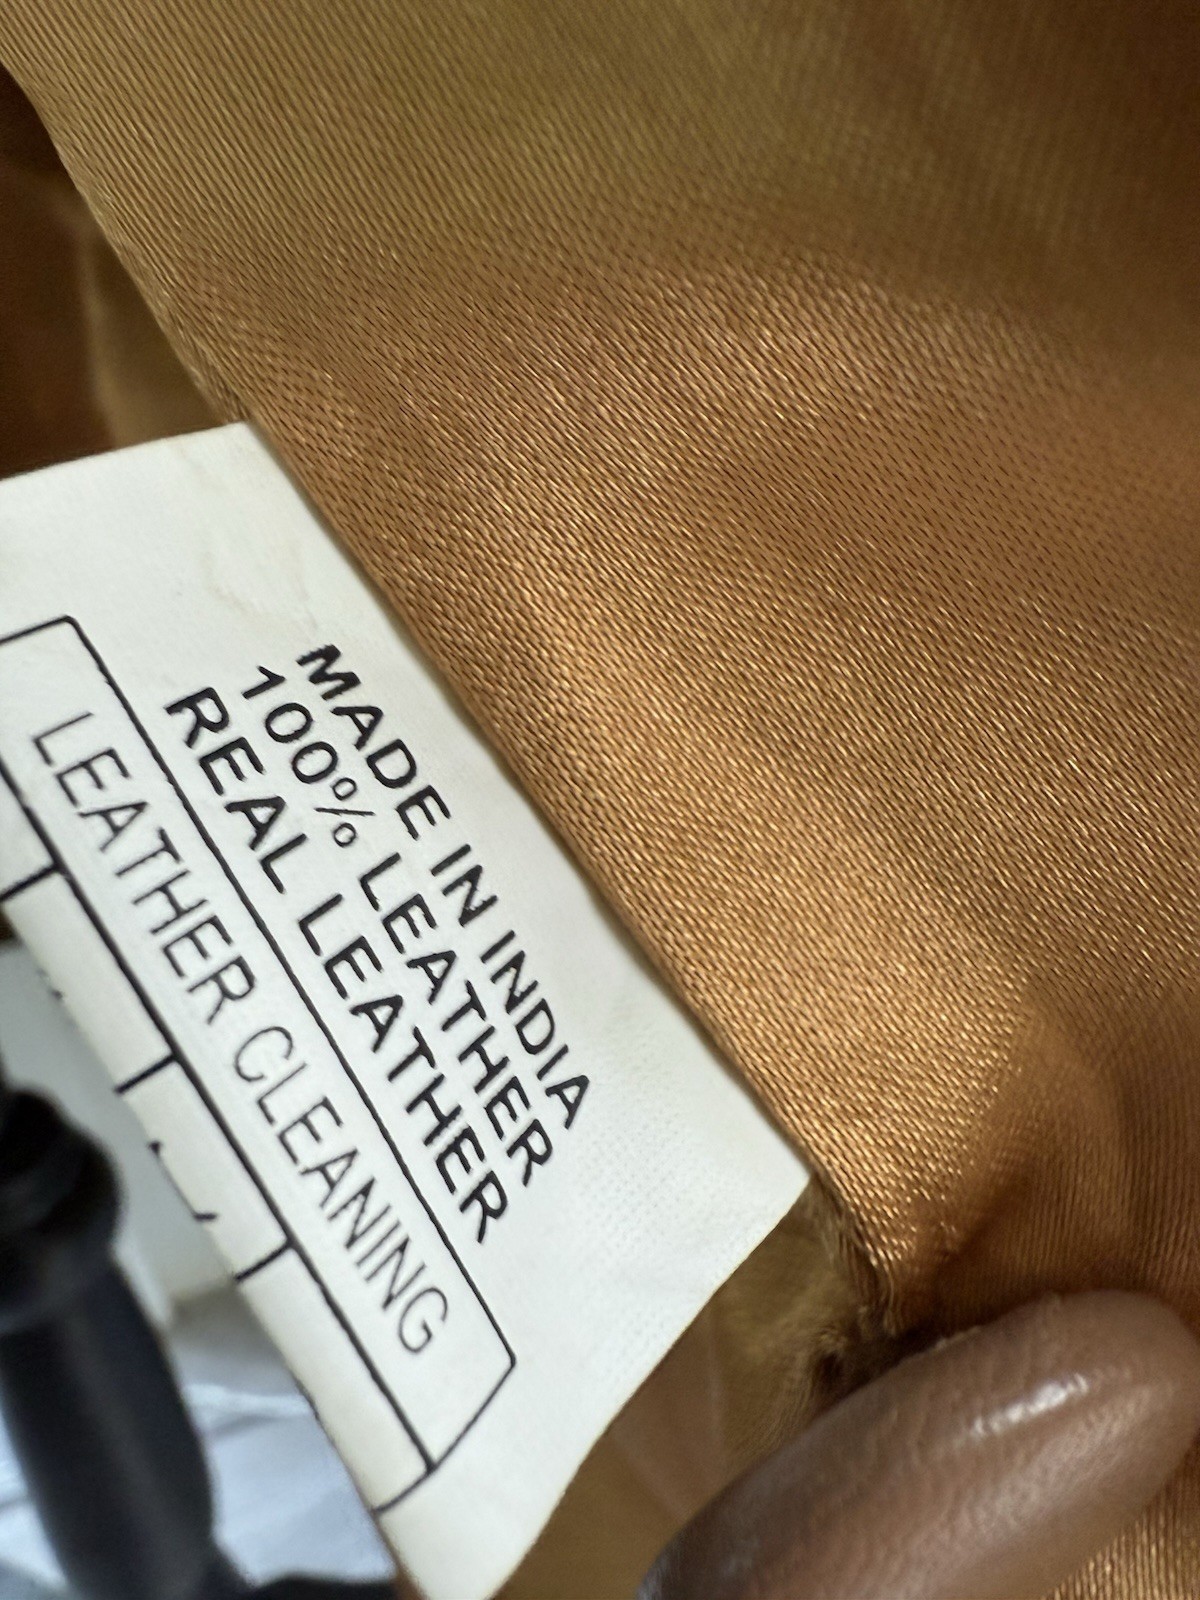 MADE IN INDIA
100% LEATHER
REAL LEATHER
LEATHER CLEANING